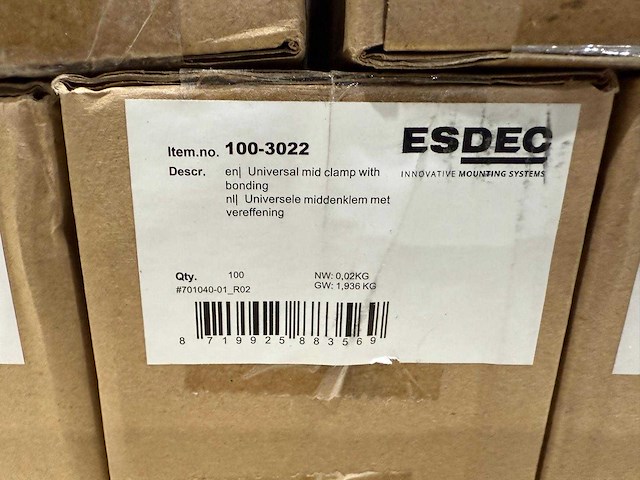 Item.no. 100-3022
ESDEC
INNOVATIVE MOUNTING SYSTEMS
Descr. en| Universal mid clamp with
bonding
nl| Universele middenklem met
vereffening
Qty. 100 NW: 0,02KG
#701040-01_R02 GW: 1,936 KG
8 719925 883569